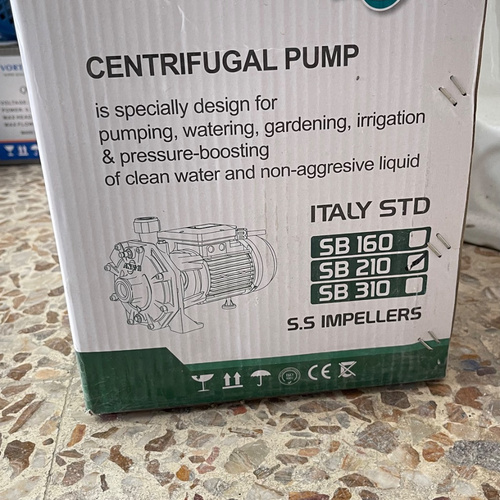 CENTRIFUGAL PUMP
is specially design for
pumping, watering, gardening, irrigation
& pressure-boosting
of clean water and non-aggresive liquid
ITALY STD
SB 160
SB 210
SB 310
S.S IMPELLERS
CE